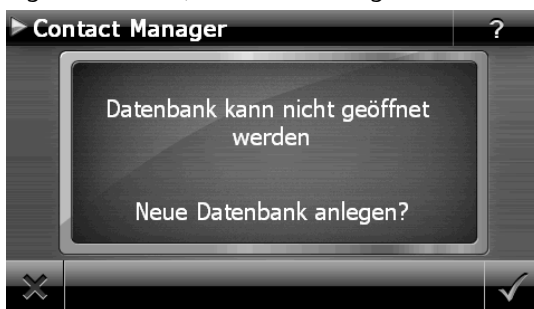 Contact Manager ?
Datenbank kann nicht geöffnet
werden
Neue Datenbank anlegen?